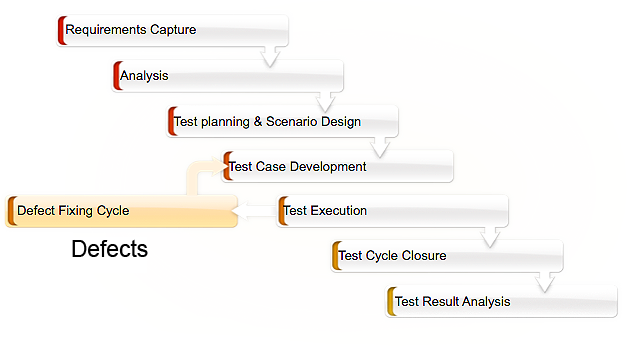 Requirements Capture
Analysis
Test planning & Scenario Design
Test Case Development
Defect Fixing Cycle
Test Execution
Defects
Test Cycle Closure
Test Result Analysis